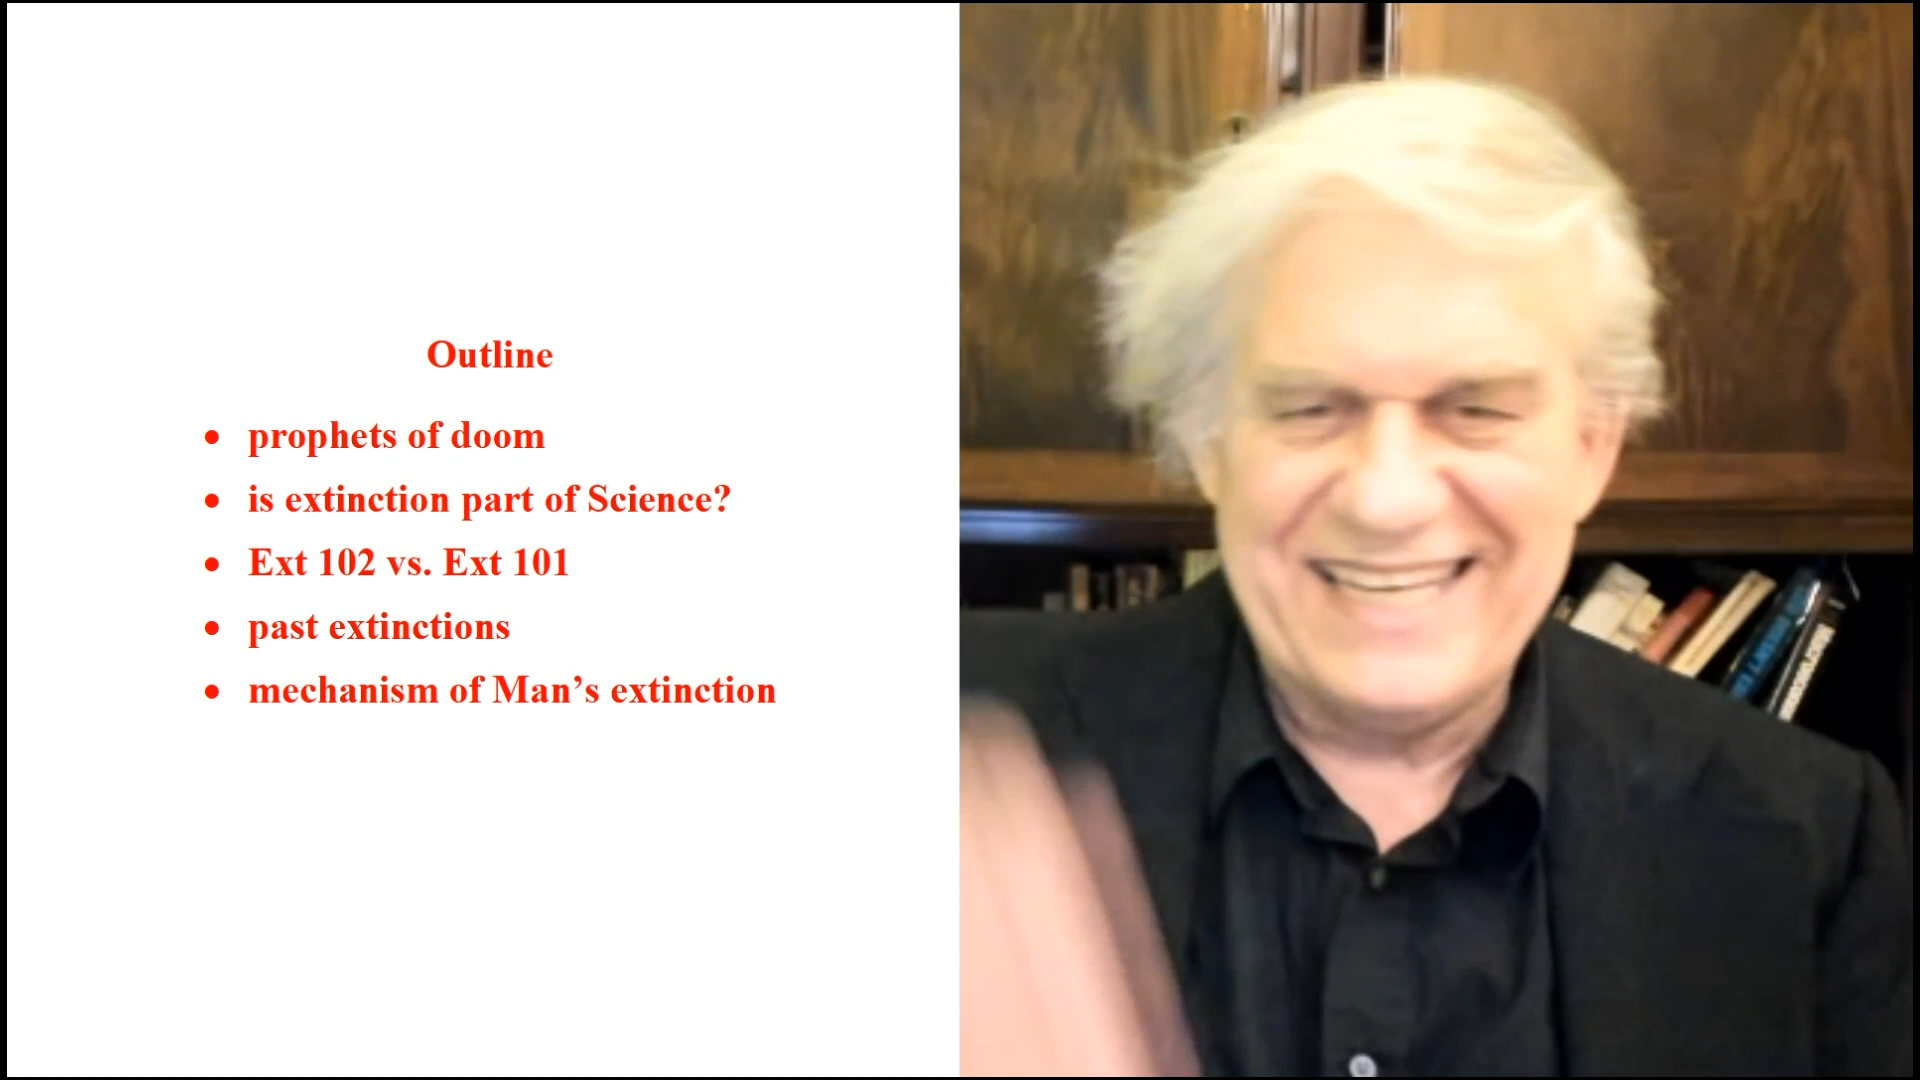 Outline
• prophets of doom
• is extinction part of Science?
• Ext 102 vs. Ext 101
• past extinctions
• mechanism of Man’s extinction